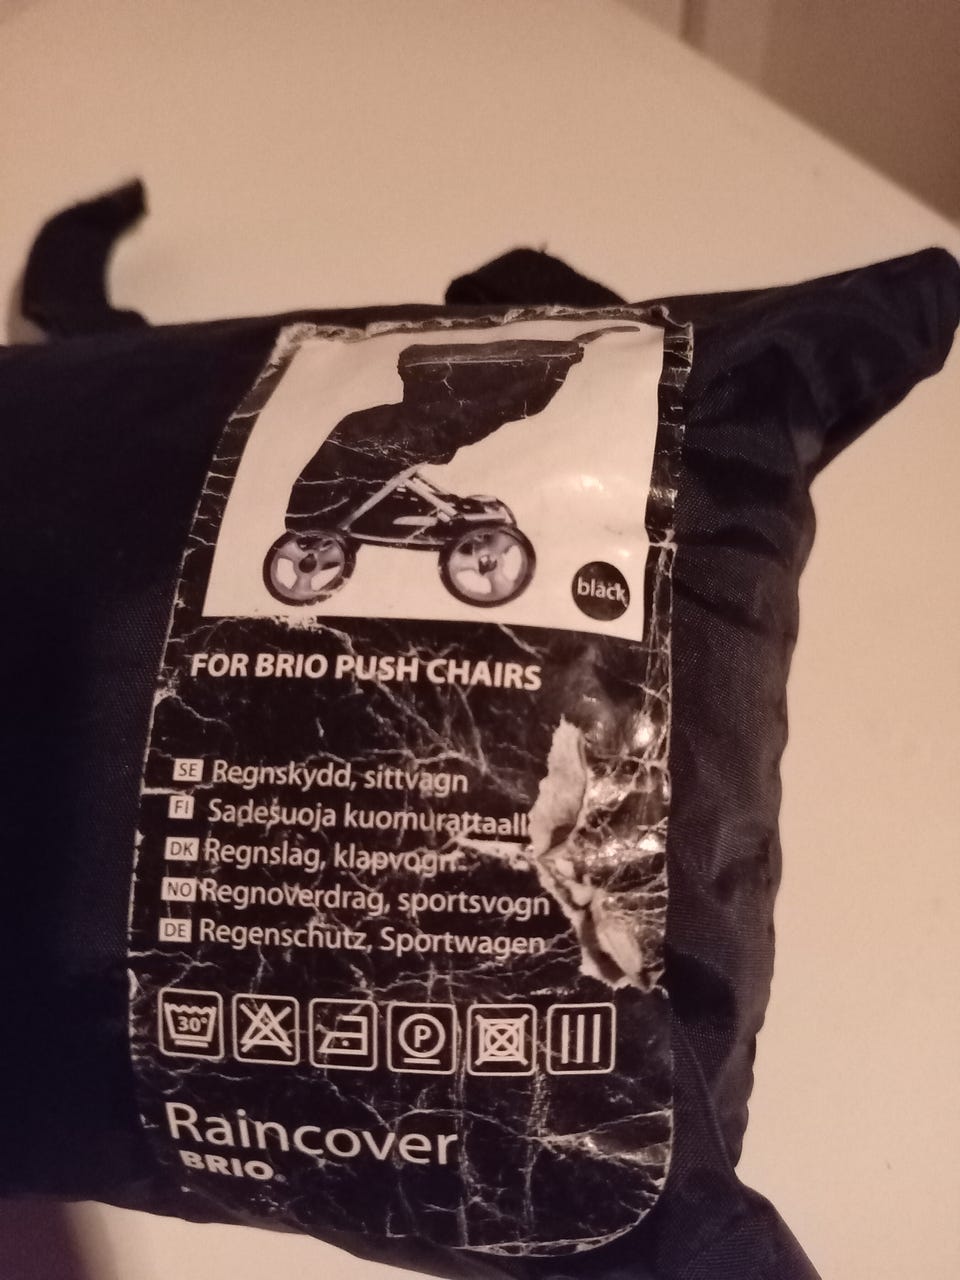 black
FOR BRIO PUSH CHAIRS
SE Regnskydd, sittvagn
FI Sadesuoja kuomurattaall
DK Regnslag, klapvogn
NO Regnoverdrag, sportsvogn
DE Regenschutz, Sportwagen
30° P
Raincover
BRIO®